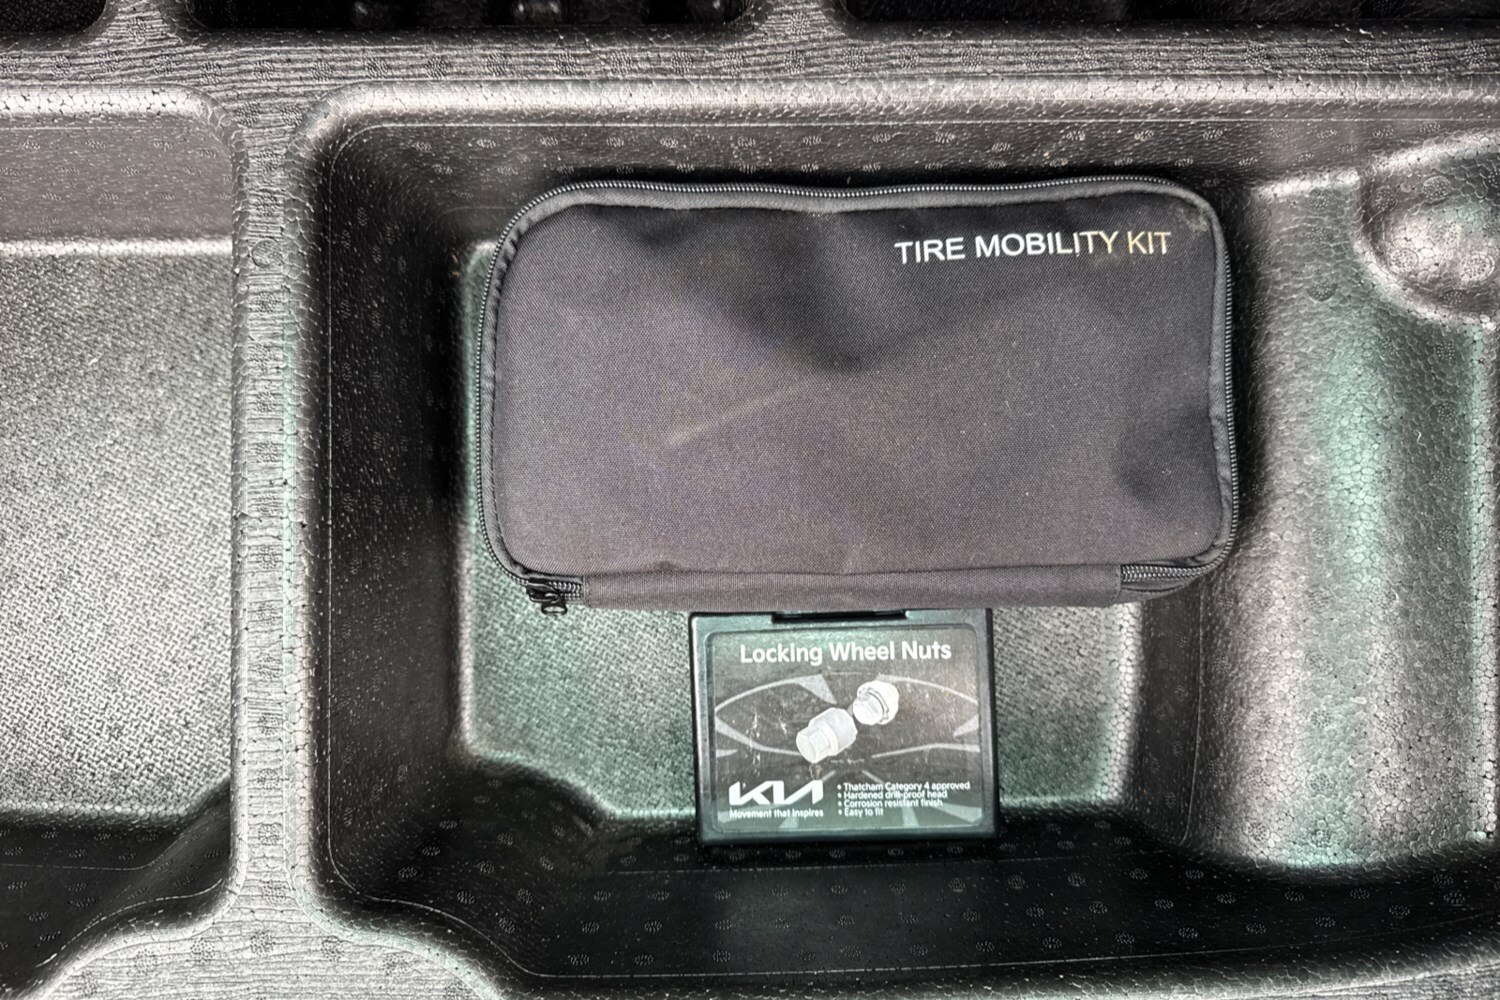 TIRE MOBILITY KIT
Locking Wheel Nuts
KIA
Movement that inspires
• Thatcham Category 4 approved
• Hardened drill-proof head
• Corrosion resistant finish
• Easy to fit